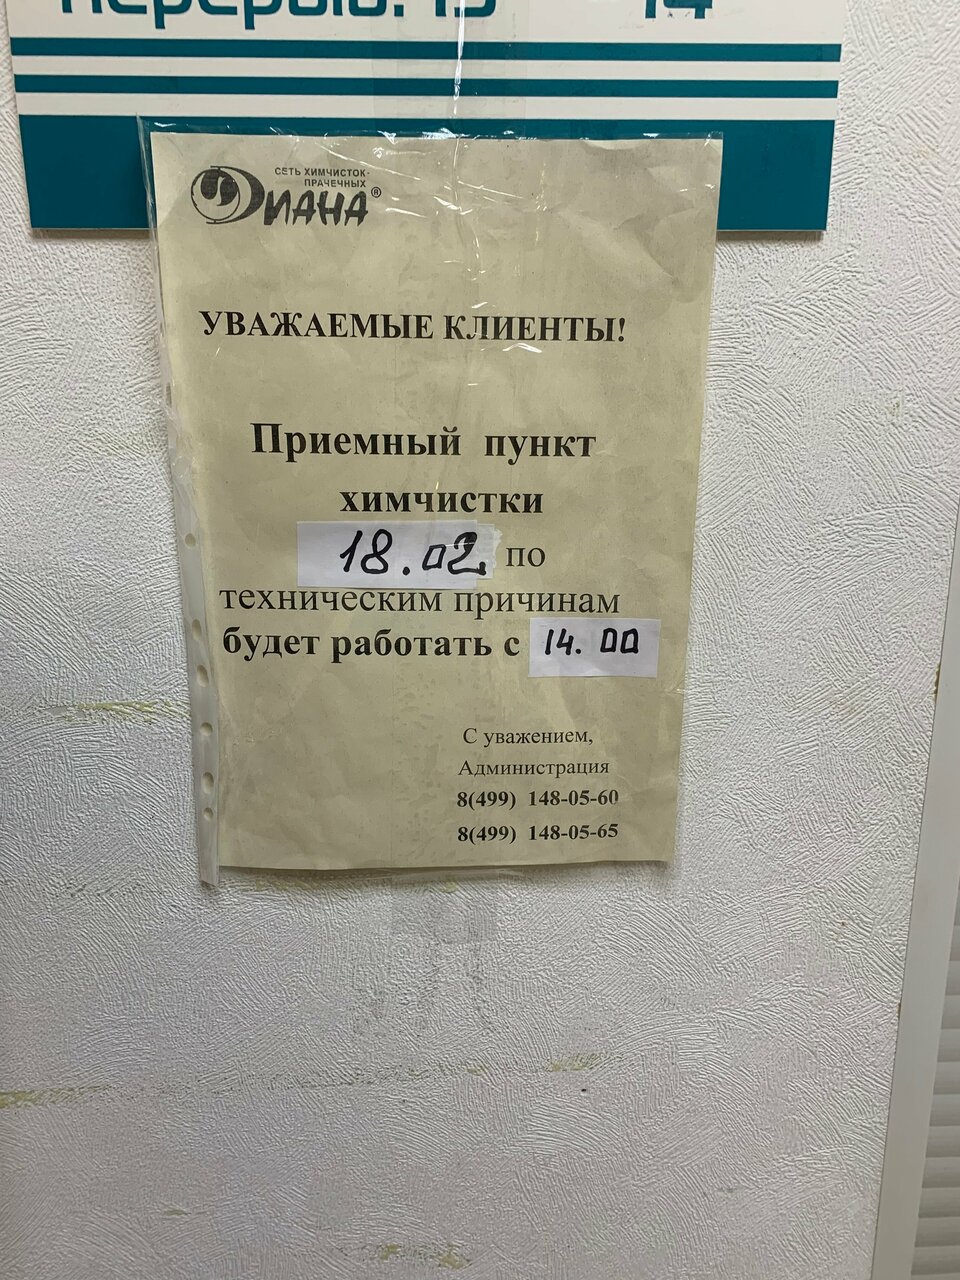 перерыв: 13 14
СЕТЬ ХИМЧИСТОК-
ПРАЧЕЧНЫХ
ДИАНА®
УВАЖАЕМЫЕ КЛИЕНТЫ!
Приемный пункт
химчистки
18.02. по
техническим причинам
будет работать с 14.00
С уважением,
Администрация
8(499) 148-05-60
8(499) 148-05-65